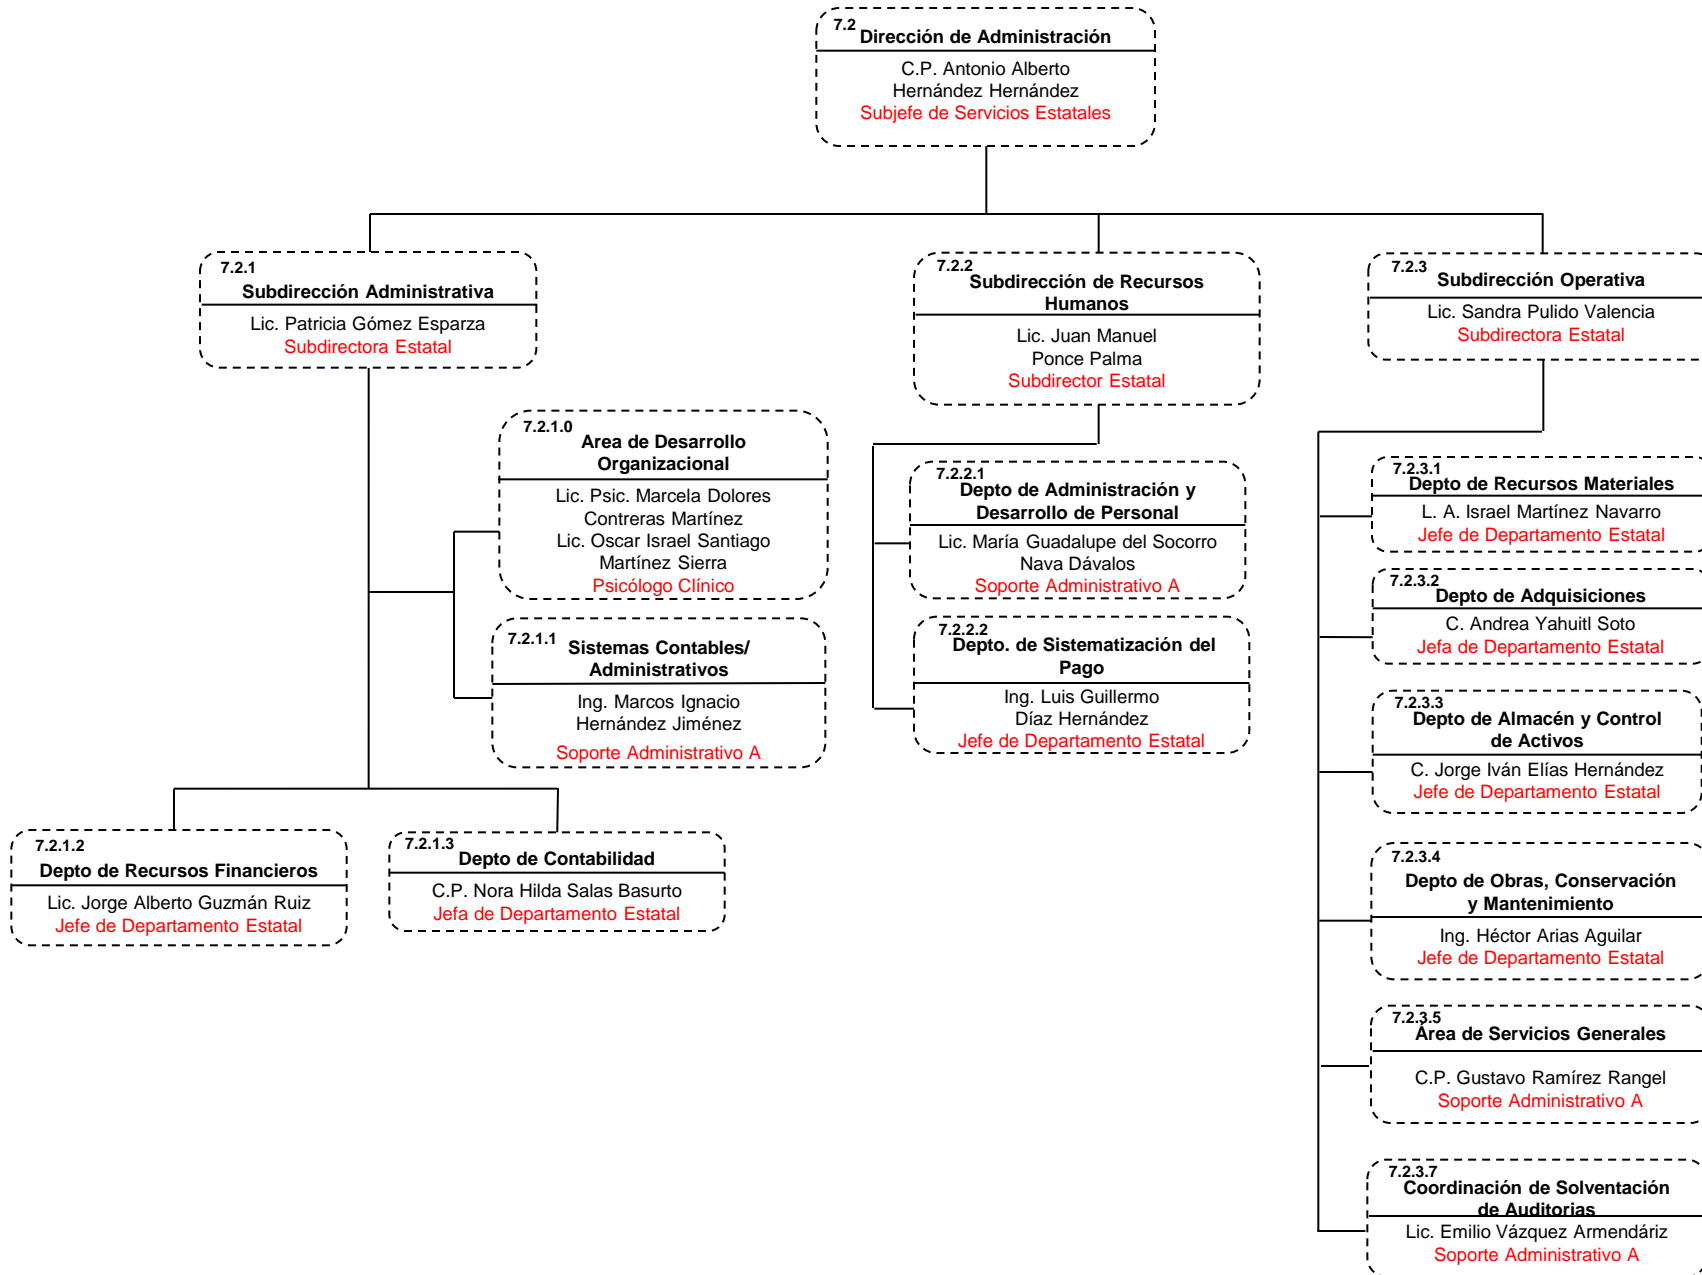 7.2
Dirección de Administración
C.P. Antonio Alberto
Hernández Hernández
Subjefe de Servicios Estatales
7.2.1
Subdirección Administrativa
Lic. Patricia Gómez Esparza
Subdirectora Estatal
7.2.2
Subdirección de Recursos
Humanos
Lic. Juan Manuel
Ponce Palma
Subdirector Estatal
7.2.3
Subdirección Operativa
Lic. Sandra Pulido Valencia
Subdirectora Estatal
7.2.1.0
Area de Desarrollo
Organizacional
Lic. Psic. Marcela Dolores
Contreras Martínez
Lic. Oscar Israel Santiago
Martínez Sierra
Psicólogo Clínico
7.2.1.1
Sistemas Contables/
Administrativos
Ing. Marcos Ignacio
Hernández Jiménez
Soporte Administrativo A
7.2.1.2
Depto de Recursos Financieros
Lic. Jorge Alberto Guzmán Ruiz
Jefe de Departamento Estatal
7.2.1.3
Depto de Contabilidad
C.P. Nora Hilda Salas Basurto
Jefa de Departamento Estatal
7.2.2.1
Depto de Administración y
Desarrollo de Personal
Lic. María Guadalupe del Socorro
Nava Dávalos
Soporte Administrativo A
7.2.2.2
Depto. de Sistematización del
Pago
Ing. Luis Guillermo
Díaz Hernández
Jefe de Departamento Estatal
7.2.3.1
Depto de Recursos Materiales
L. A. Israel Martínez Navarro
Jefe de Departamento Estatal
7.2.3.2
Depto de Adquisiciones
C. Andrea Yahuitl Soto
Jefa de Departamento Estatal
7.2.3.3
Depto de Almacén y Control
de Activos
C. Jorge Iván Elías Hernández
Jefe de Departamento Estatal
7.2.3.4
Depto de Obras, Conservación
y Mantenimiento
Ing. Héctor Arias Aguilar
Jefe de Departamento Estatal
7.2.3.5
Área de Servicios Generales
C.P. Gustavo Ramírez Rangel
Soporte Administrativo A
7.2.3.7
Coordinación de Solventación
de Auditorias
Lic. Emilio Vázquez Armendáriz
Soporte Administrativo A